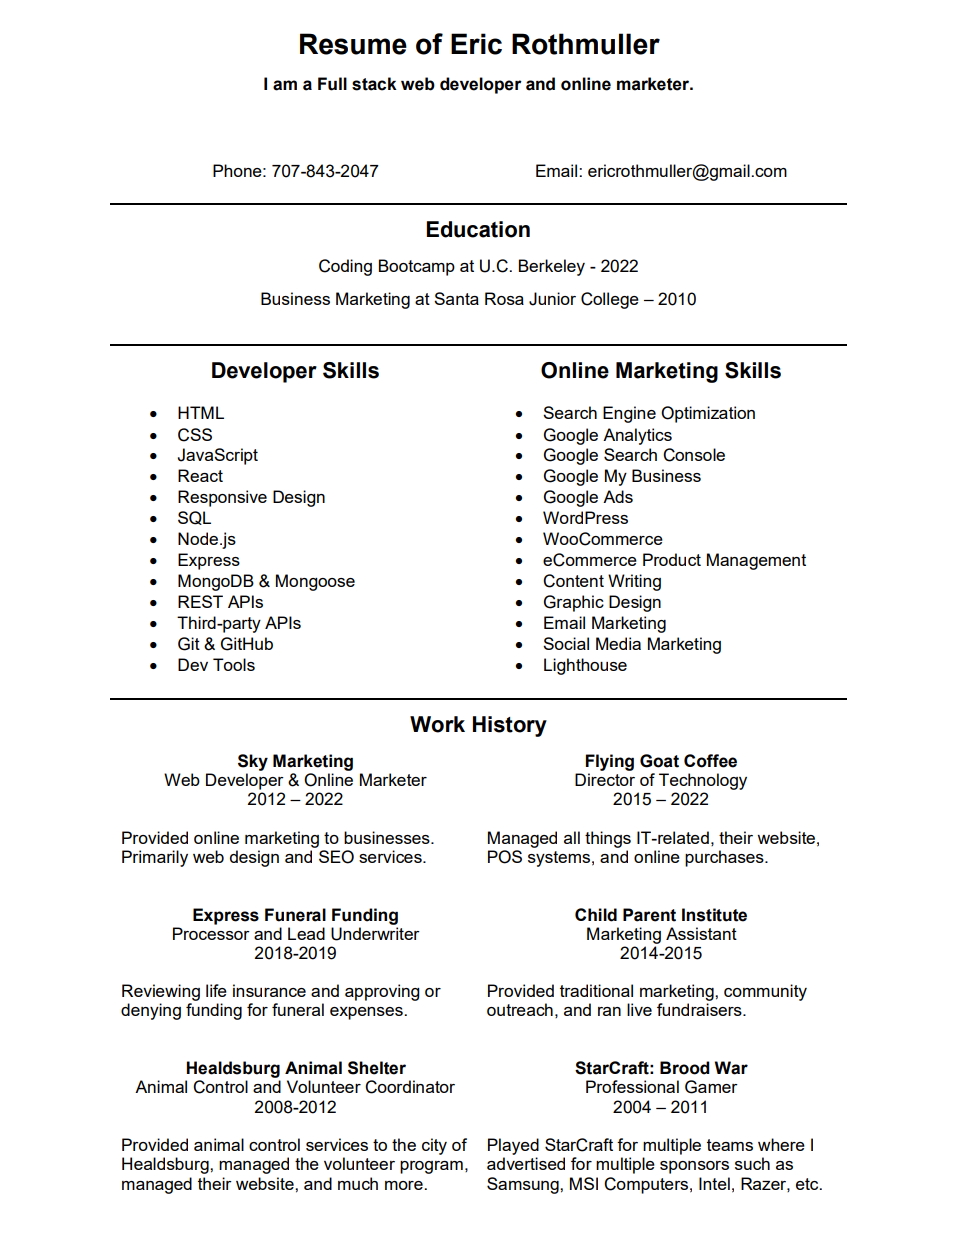 Resume of Eric Rothmuller
I am a Full stack web developer and online marketer.
Phone: 707-843-2047
Email: ericrothmuller@gmail.com
Education
Coding Bootcamp at U.C. Berkeley - 2022
Business Marketing at Santa Rosa Junior College – 2010
Developer Skills
• HTML
• CSS
• JavaScript
• React
• Responsive Design
• SQL
• Node.js
• Express
• MongoDB & Mongoose
• REST APIs
• Third-party APIs
• Git & GitHub
• Dev Tools
Online Marketing Skills
• Search Engine Optimization
• Google Analytics
• Google Search Console
• Google My Business
• Google Ads
• WordPress
• WooCommerce
• eCommerce Product Management
• Content Writing
• Graphic Design
• Email Marketing
• Social Media Marketing
• Lighthouse
Work History
Sky Marketing
Web Developer & Online Marketer
2012 – 2022
Provided online marketing to businesses.
Primarily web design and SEO services.
Flying Goat Coffee
Director of Technology
2015 – 2022
Managed all things IT-related, their website,
POS systems, and online purchases.
Express Funeral Funding
Processor and Lead Underwriter
2018-2019
Reviewing life insurance and approving or
denying funding for funeral expenses.
Child Parent Institute
Marketing Assistant
2014-2015
Provided traditional marketing, community
outreach, and ran live fundraisers.
Healdsburg Animal Shelter
Animal Control and Volunteer Coordinator
2008-2012
Provided animal control services to the city of
Healdsburg, managed the volunteer program,
managed their website, and much more.
StarCraft: Brood War
Professional Gamer
2004 – 2011
Played StarCraft for multiple teams where I
advertised for multiple sponsors such as
Samsung, MSI Computers, Intel, Razer, etc.